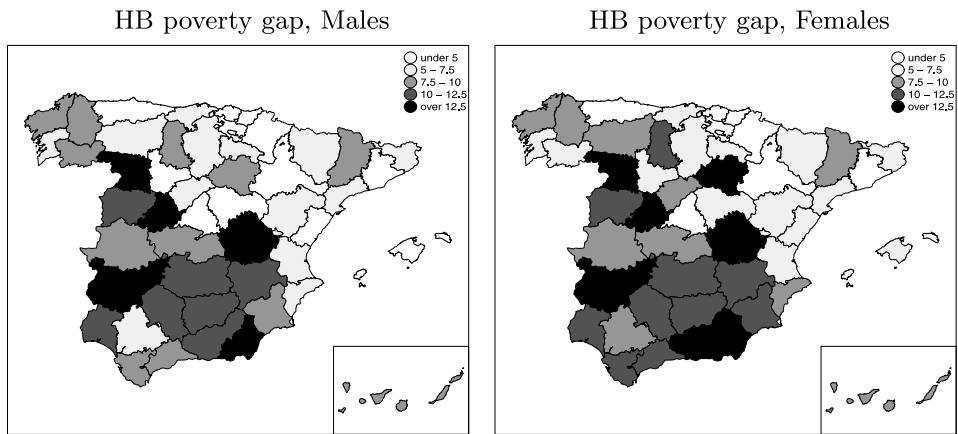 HB poverty gap, Males
under 5
5 – 7.5
7.5 – 10
10 – 12.5
over 12.5
HB poverty gap, Females
under 5
5 – 7.5
7.5 – 10
10 – 12.5
over 12.5